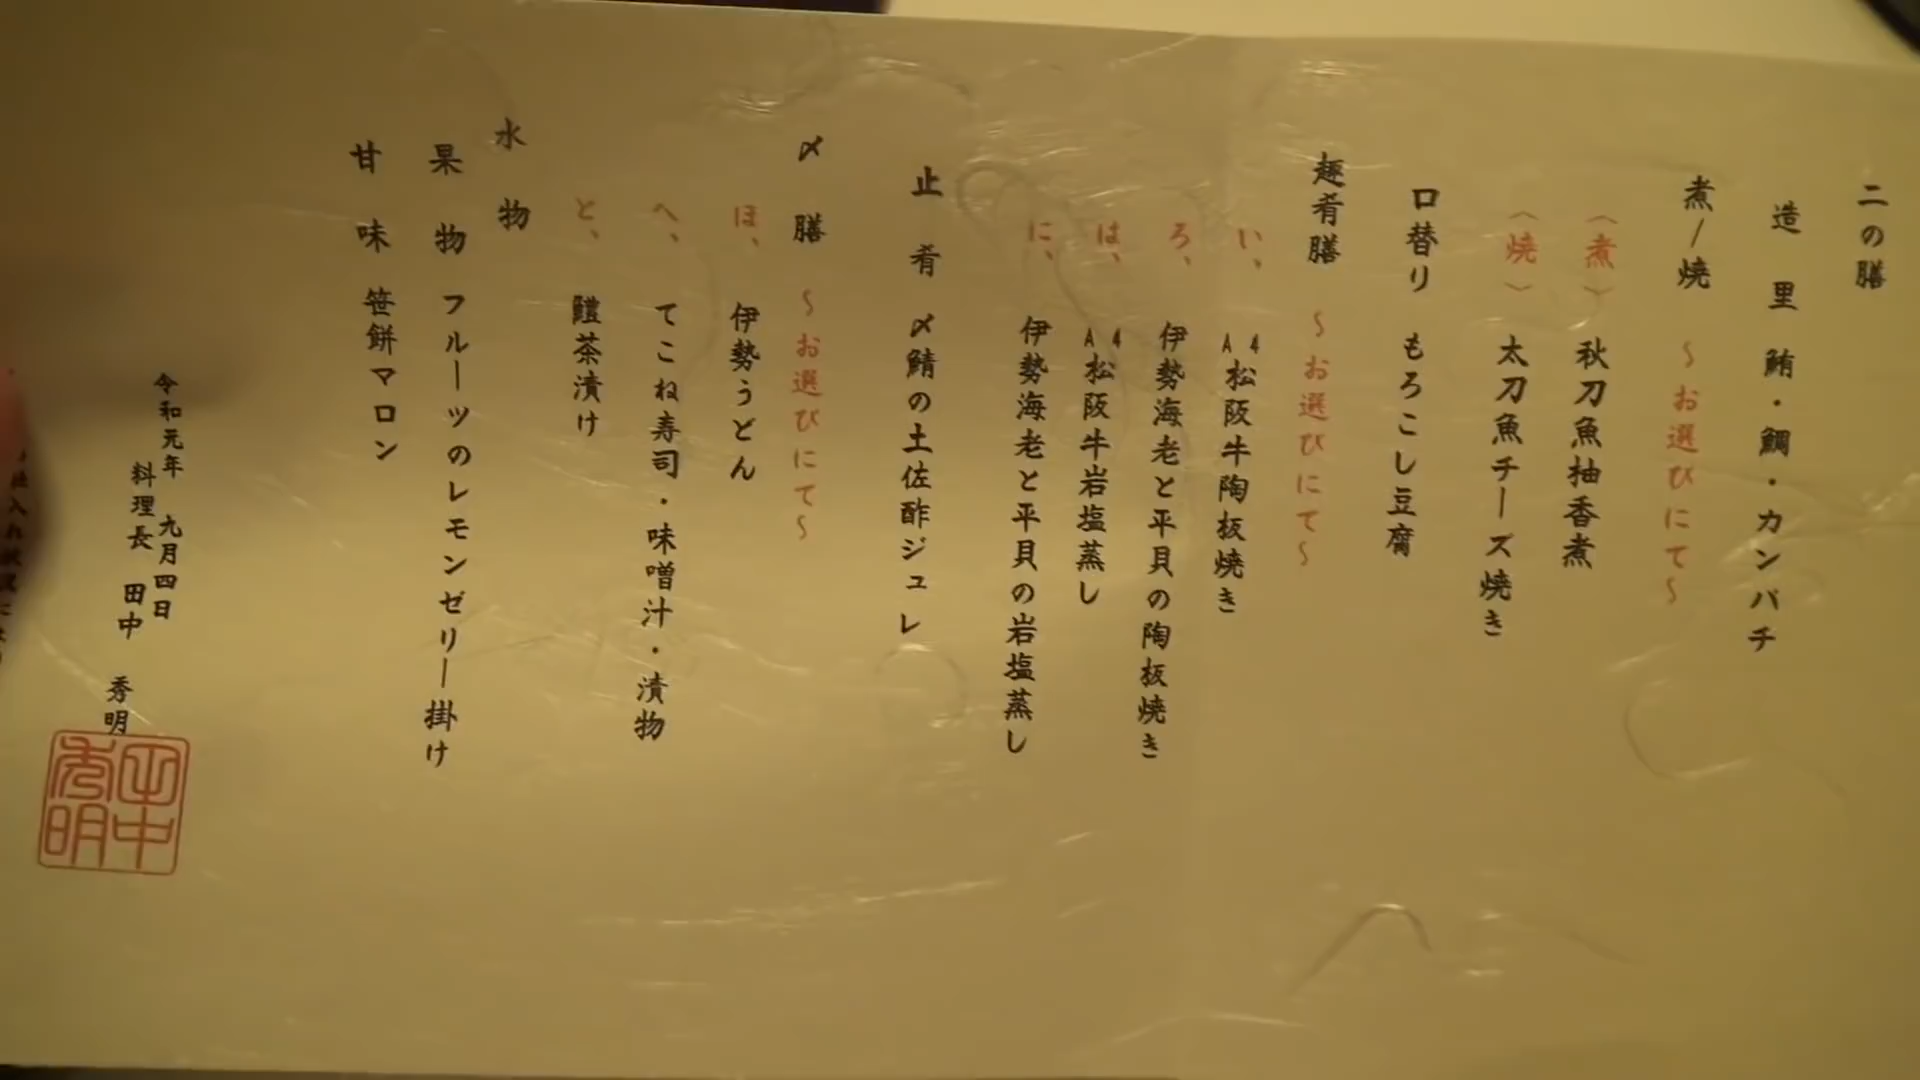 二の膳
造里 鮪・鯛・カンパチ
煮/焼 ～お選びにて～
（煮） 秋刀魚柚香煮
（焼） 太刀魚チーズ焼き
口替り もろこし豆腐
趣肴膳 ～お選びにて～
い、 A4松阪牛陶板焼き
ろ、 伊勢海老と平貝の陶板焼き
は、 A4松阪牛岩塩蒸し
に、 伊勢海老と平貝の岩塩蒸し
止肴 〆鯖の土佐酢ジュレ
〆膳 ～お選びにて～
ほ、 伊勢うどん
へ、 てこね寿司・味噌汁・漬物
と、 鱧茶漬け
水物
果物 フルーツのレモンゼリー掛け
甘味 笹餅マロン
令和元年 九月四日
料理長 田中 秀明
田中秀明